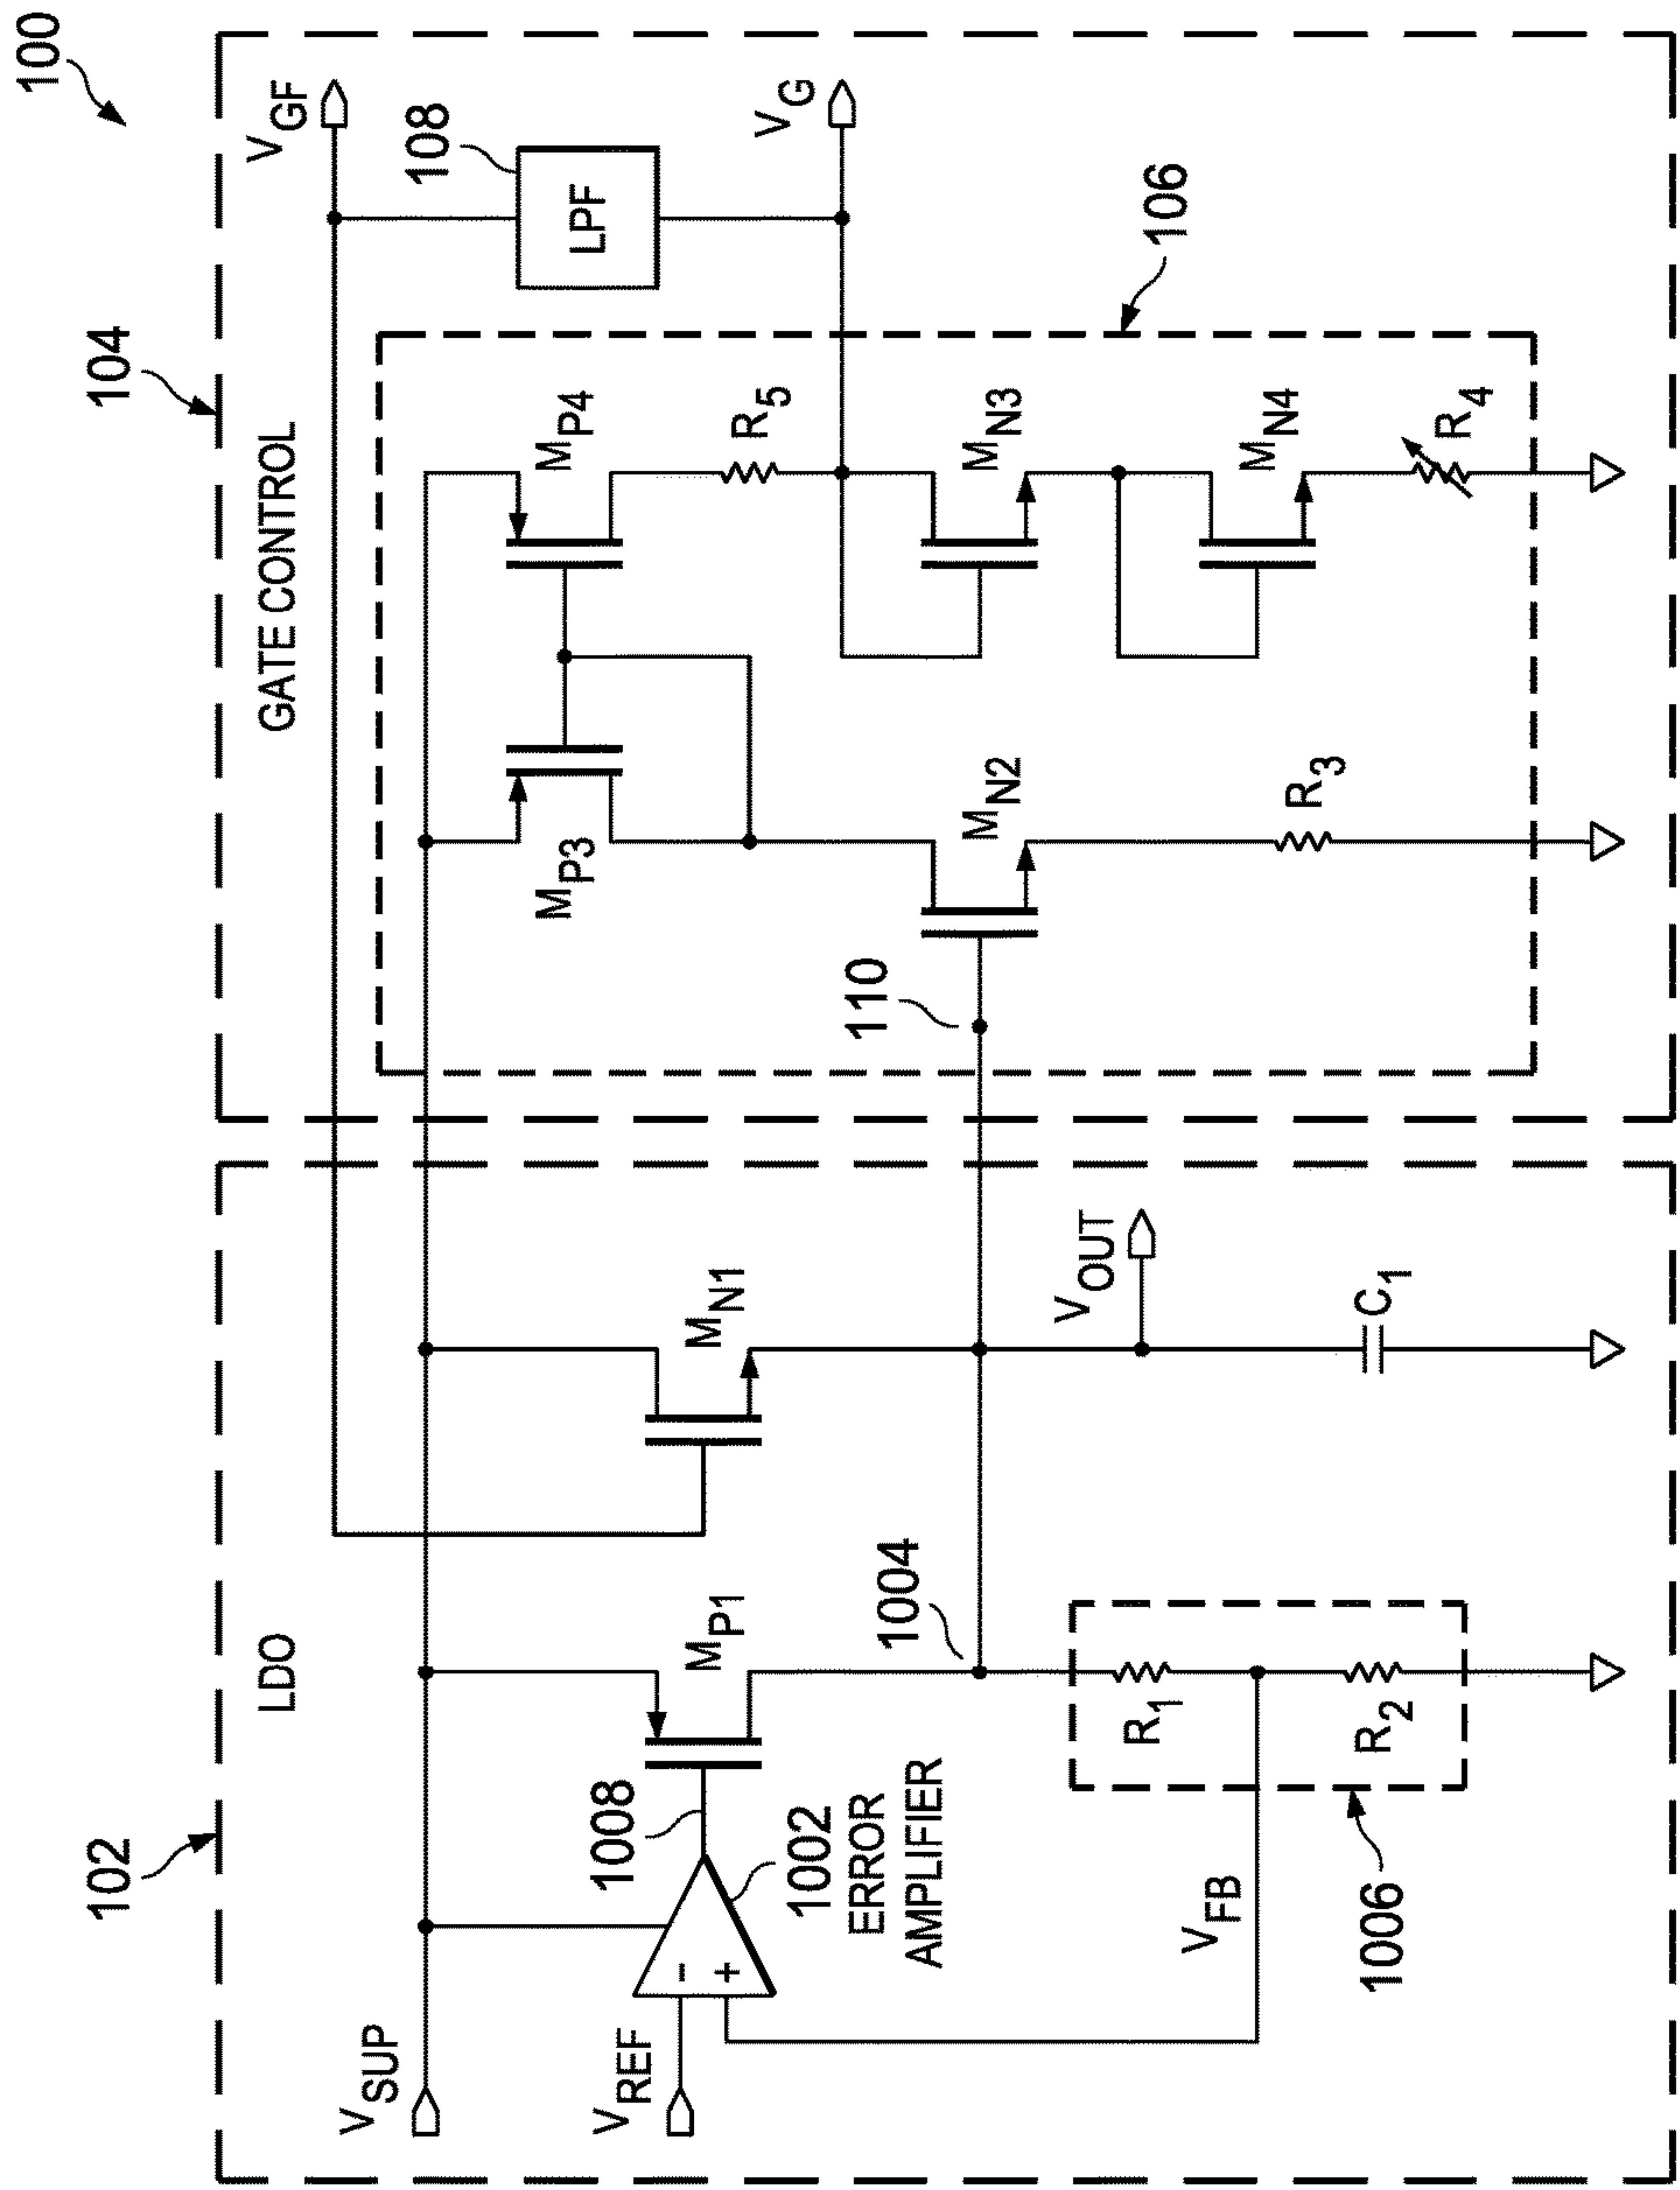 100
102
104
LDO
GATE CONTROL
V_GF
108
LPF
V_G
106
V_SUP
V_REF
1008
1002
ERROR
AMPLIFIER
-
+
M_P1
M_N1
1004
V_OUT
C_1
R_1
R_2
V_FB
1006
110
M_P3
M_P4
R_5
M_N2
M_N3
R_3
M_N4
R_4